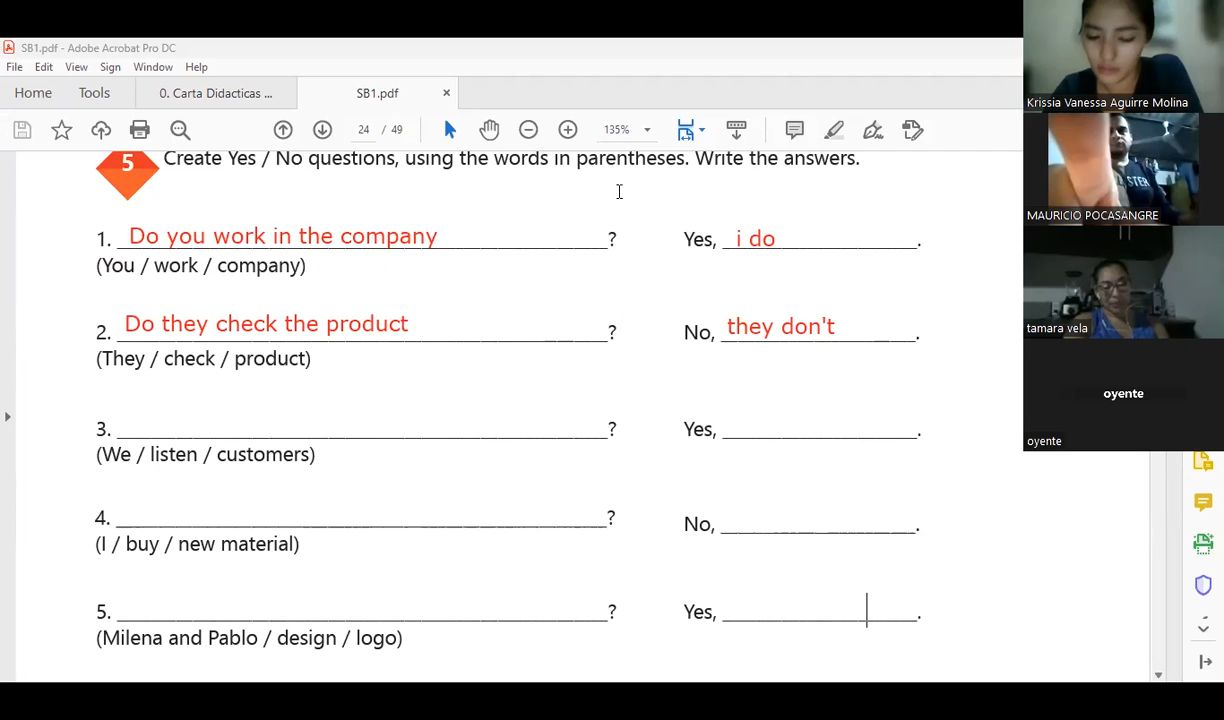 SB1.pdf - Adobe Acrobat Pro DC
File Edit View Sign Window Help
Home Tools 0. Carta Didacticas ... SB1.pdf ×
24 / 49 135%
5 Create Yes / No questions, using the words in parentheses. Write the answers.
1. Do you work in the company ? Yes, i do .
(You / work / company)
2. Do they check the product ? No, they don't .
(They / check / product)
3. ? Yes, .
(We / listen / customers)
4. ? No, .
(I / buy / new material)
5. ? Yes, .
(Milena and Pablo / design / logo)
Krissia Vanessa Aguirre Molina
MAURICIO POCASANGRE
tamara vela
oyente
oyente